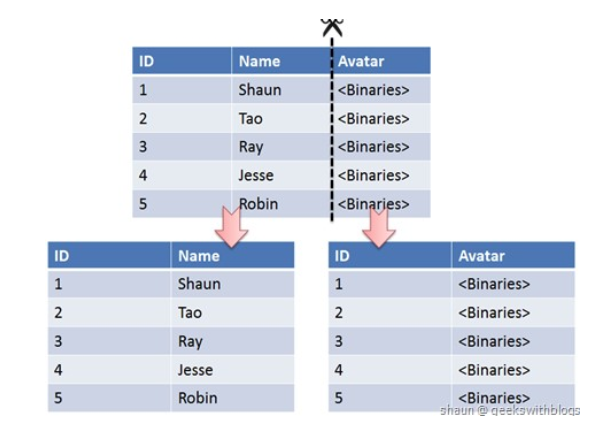 ID Name Avatar
1 Shaun <Binaries>
2 Tao <Binaries>
3 Ray <Binaries>
4 Jesse <Binaries>
5 Robin <Binaries>
ID Name
1 Shaun
2 Tao
3 Ray
4 Jesse
5 Robin
ID Avatar
1 <Binaries>
2 <Binaries>
3 <Binaries>
4 <Binaries>
5 <Binaries>
shaun @ geekswithblogs